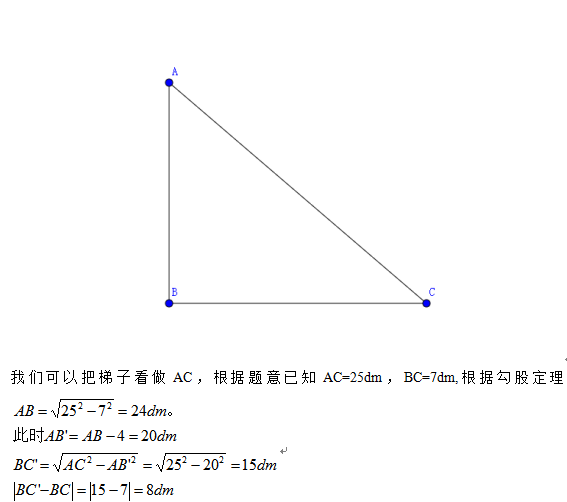 A
B
C
我们可以把梯子看做 AC，根据题意已知 AC=25dm，BC=7dm,根据勾股定理
AB = √(25² − 7²) = 24dm。
此时AB' = AB − 4 = 20dm
BC' = √(AC² − AB'²) = √(25² − 20²) = 15dm
|BC' − BC| = |15 − 7| = 8dm